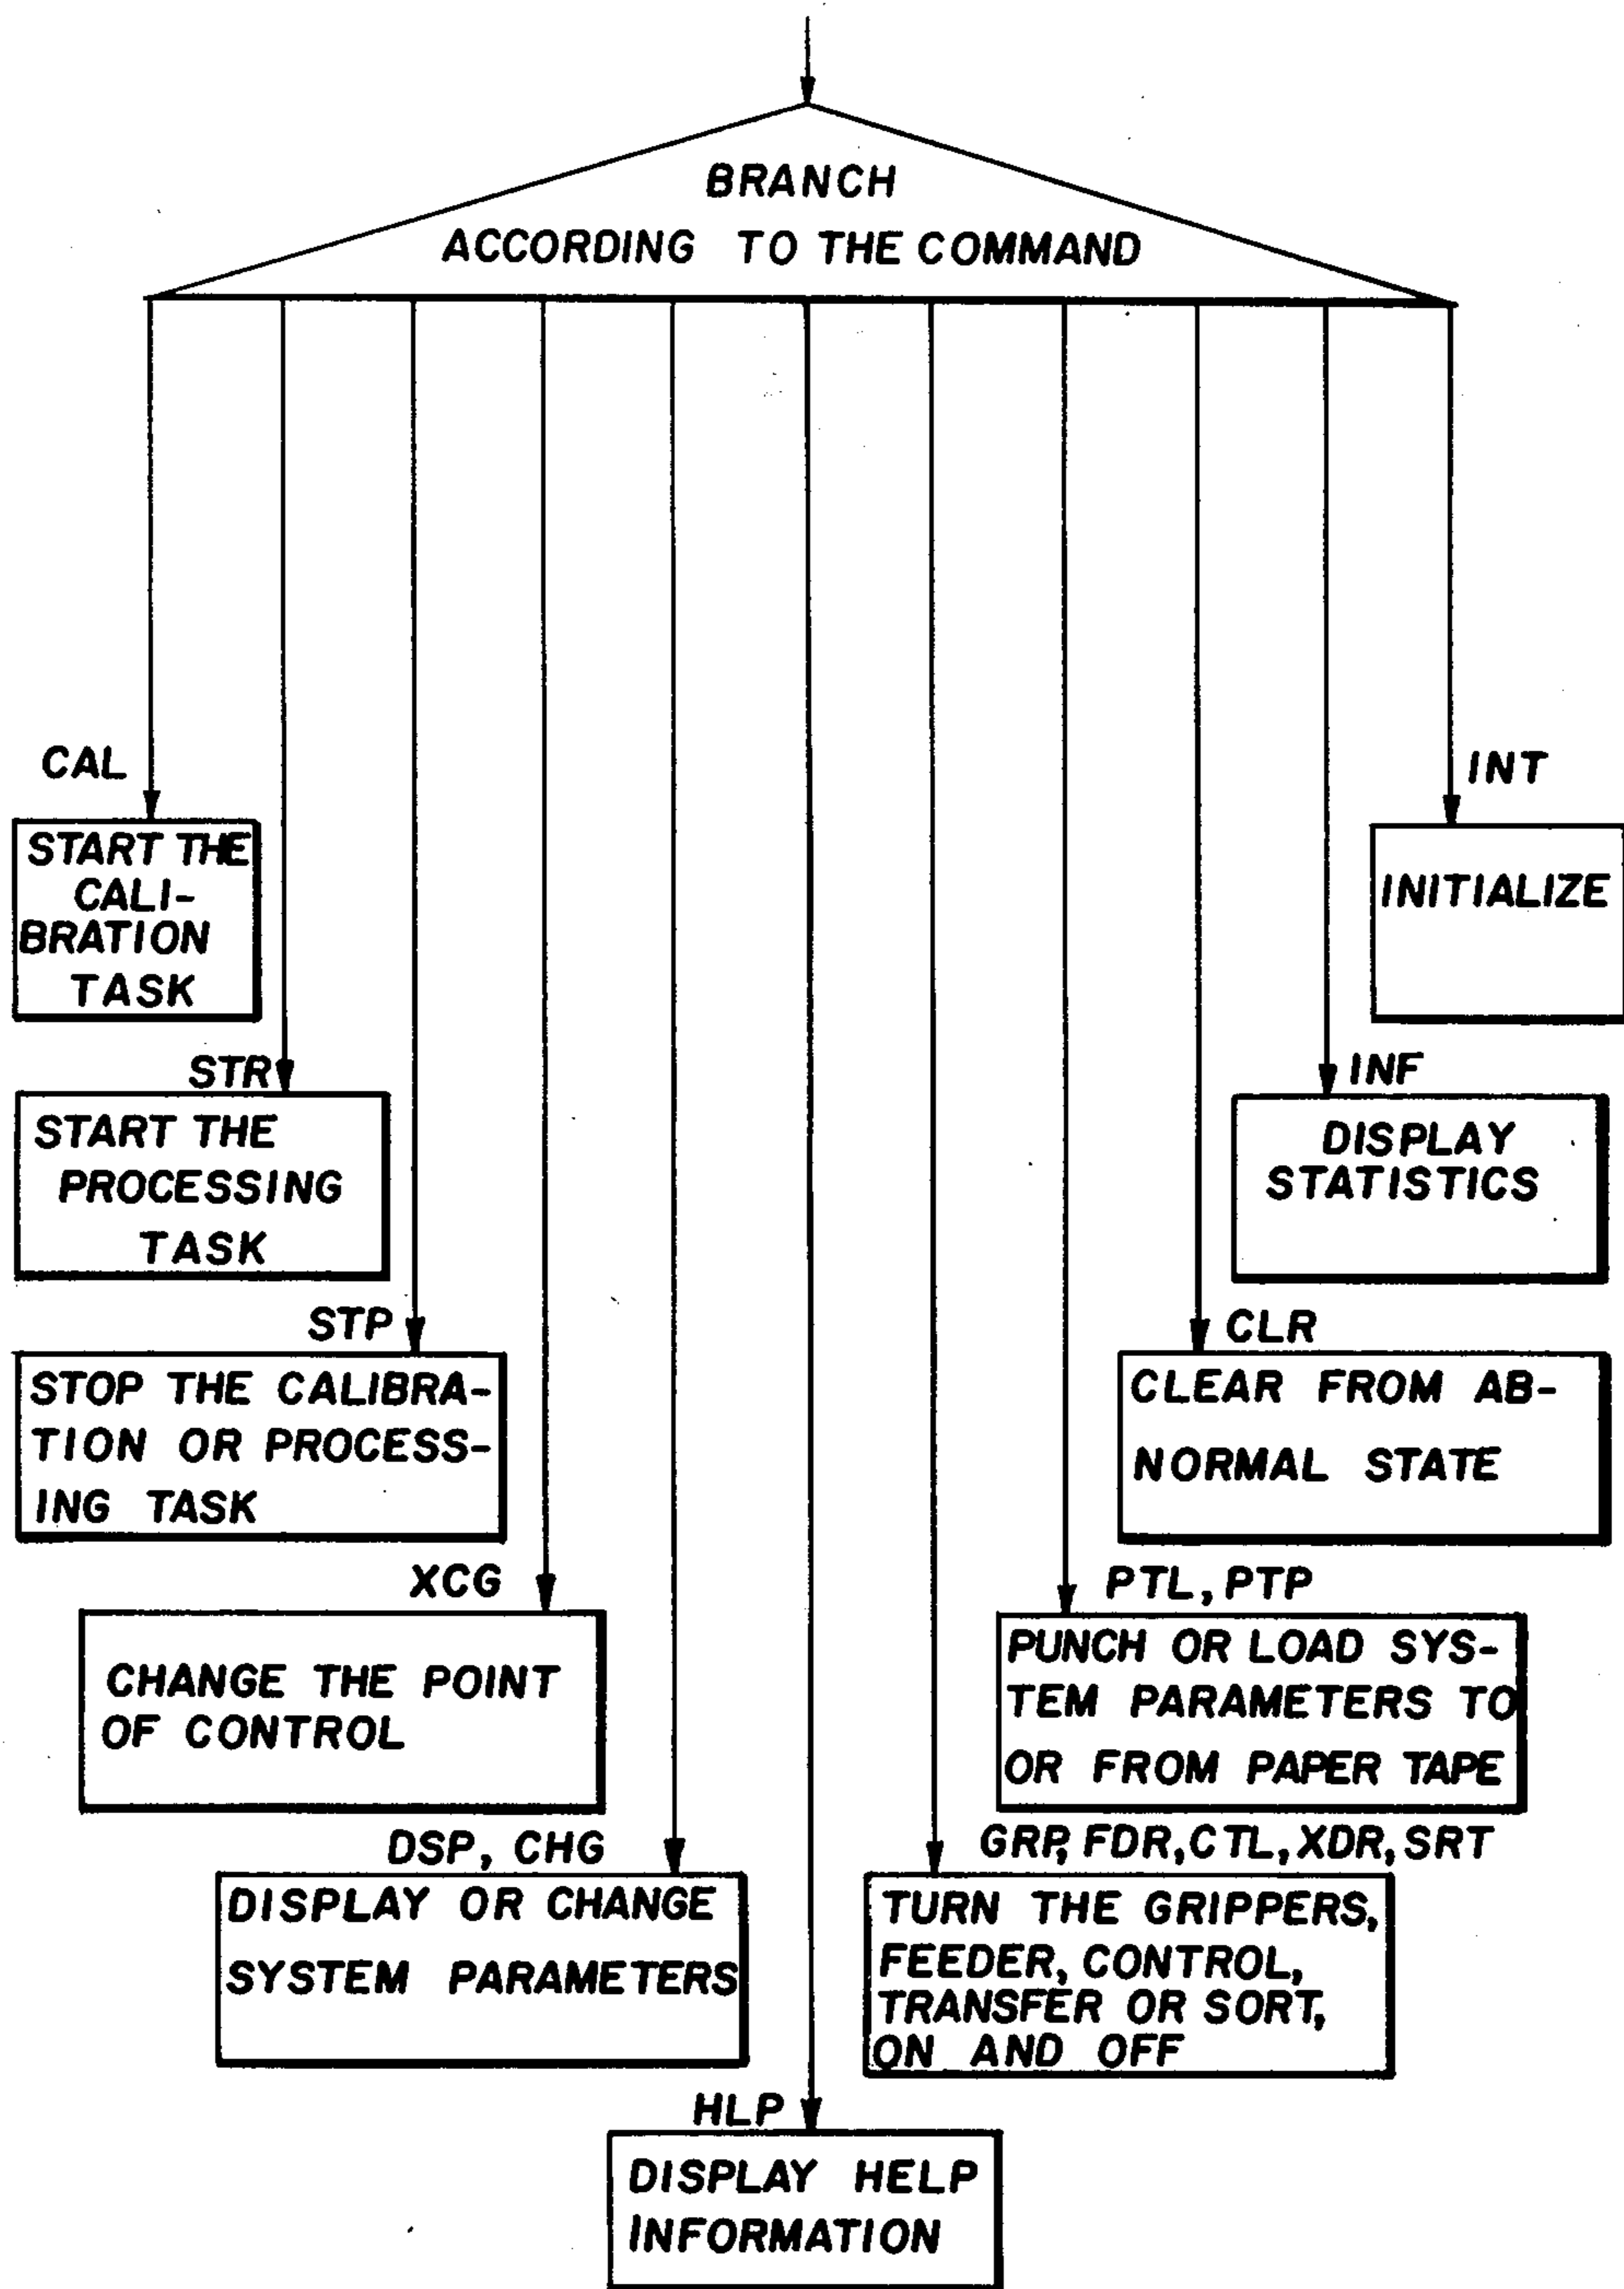 BRANCH
ACCORDING TO THE COMMAND
CAL
START THE
CALI-
BRATION
TASK
STR
START THE
PROCESSING
TASK
STP
STOP THE CALIBRA-
TION OR PROCESS-
ING TASK
XCG
CHANGE THE POINT
OF CONTROL
DSP, CHG
DISPLAY OR CHANGE
SYSTEM PARAMETERS
HLP
DISPLAY HELP
INFORMATION
GRP, FDR, CTL, XDR, SRT
TURN THE GRIPPERS,
FEEDER, CONTROL,
TRANSFER OR SORT,
ON AND OFF
PTL, PTP
PUNCH OR LOAD SYS-
TEM PARAMETERS TO
OR FROM PAPER TAPE
CLR
CLEAR FROM AB-
NORMAL STATE
INF
DISPLAY
STATISTICS
INT
INITIALIZE